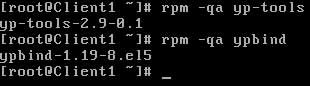 [root@Client1 ~]# rpm -qa yp-tools
yp-tools-2.9-0.1
[root@Client1 ~]# rpm -qa ypbind
ypbind-1.19-8.el5
[root@Client1 ~]# _